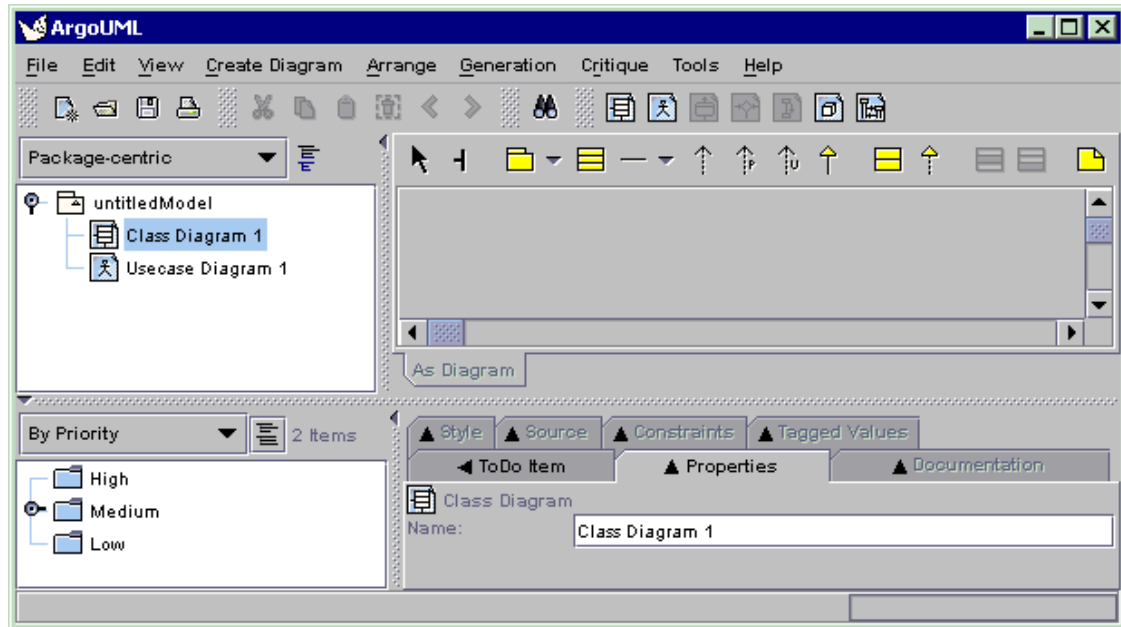 ArgoUML
File Edit View Create Diagram Arrange Generation Critique Tools Help
Package-centric
untitledModel
Class Diagram 1
Usecase Diagram 1
As Diagram
By Priority 2 Items
High
Medium
Low
Style Source Constraints Tagged Values
ToDo Item Properties Documentation
Class Diagram
Name: Class Diagram 1